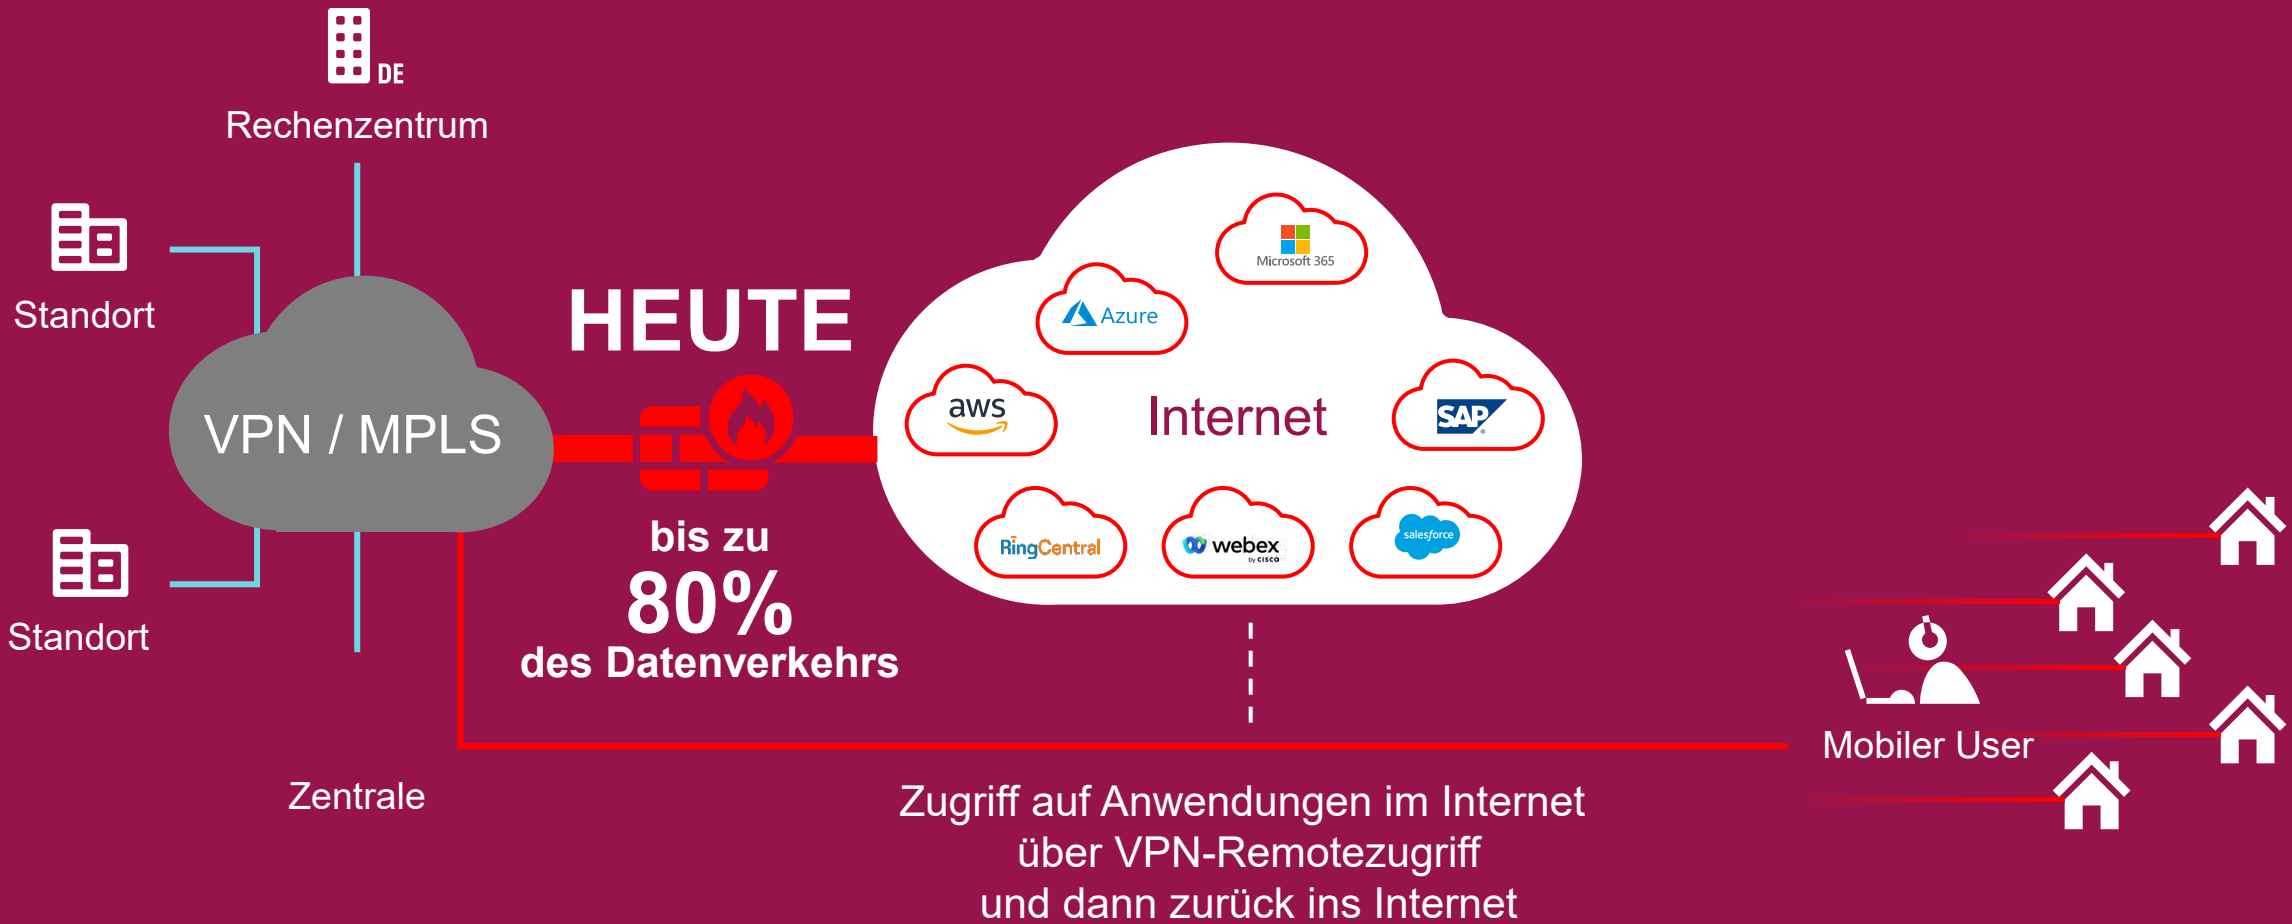 DE
Rechenzentrum
Standort
VPN / MPLS
Standort
Zentrale
HEUTE
bis zu
80%
des Datenverkehrs
Microsoft 365
Azure
aws
Internet
SAP
®
RingCentral
webex
by CISCO
salesforce
Mobiler User
Zugriff auf Anwendungen im Internet
über VPN-Remotezugriff
und dann zurück ins Internet